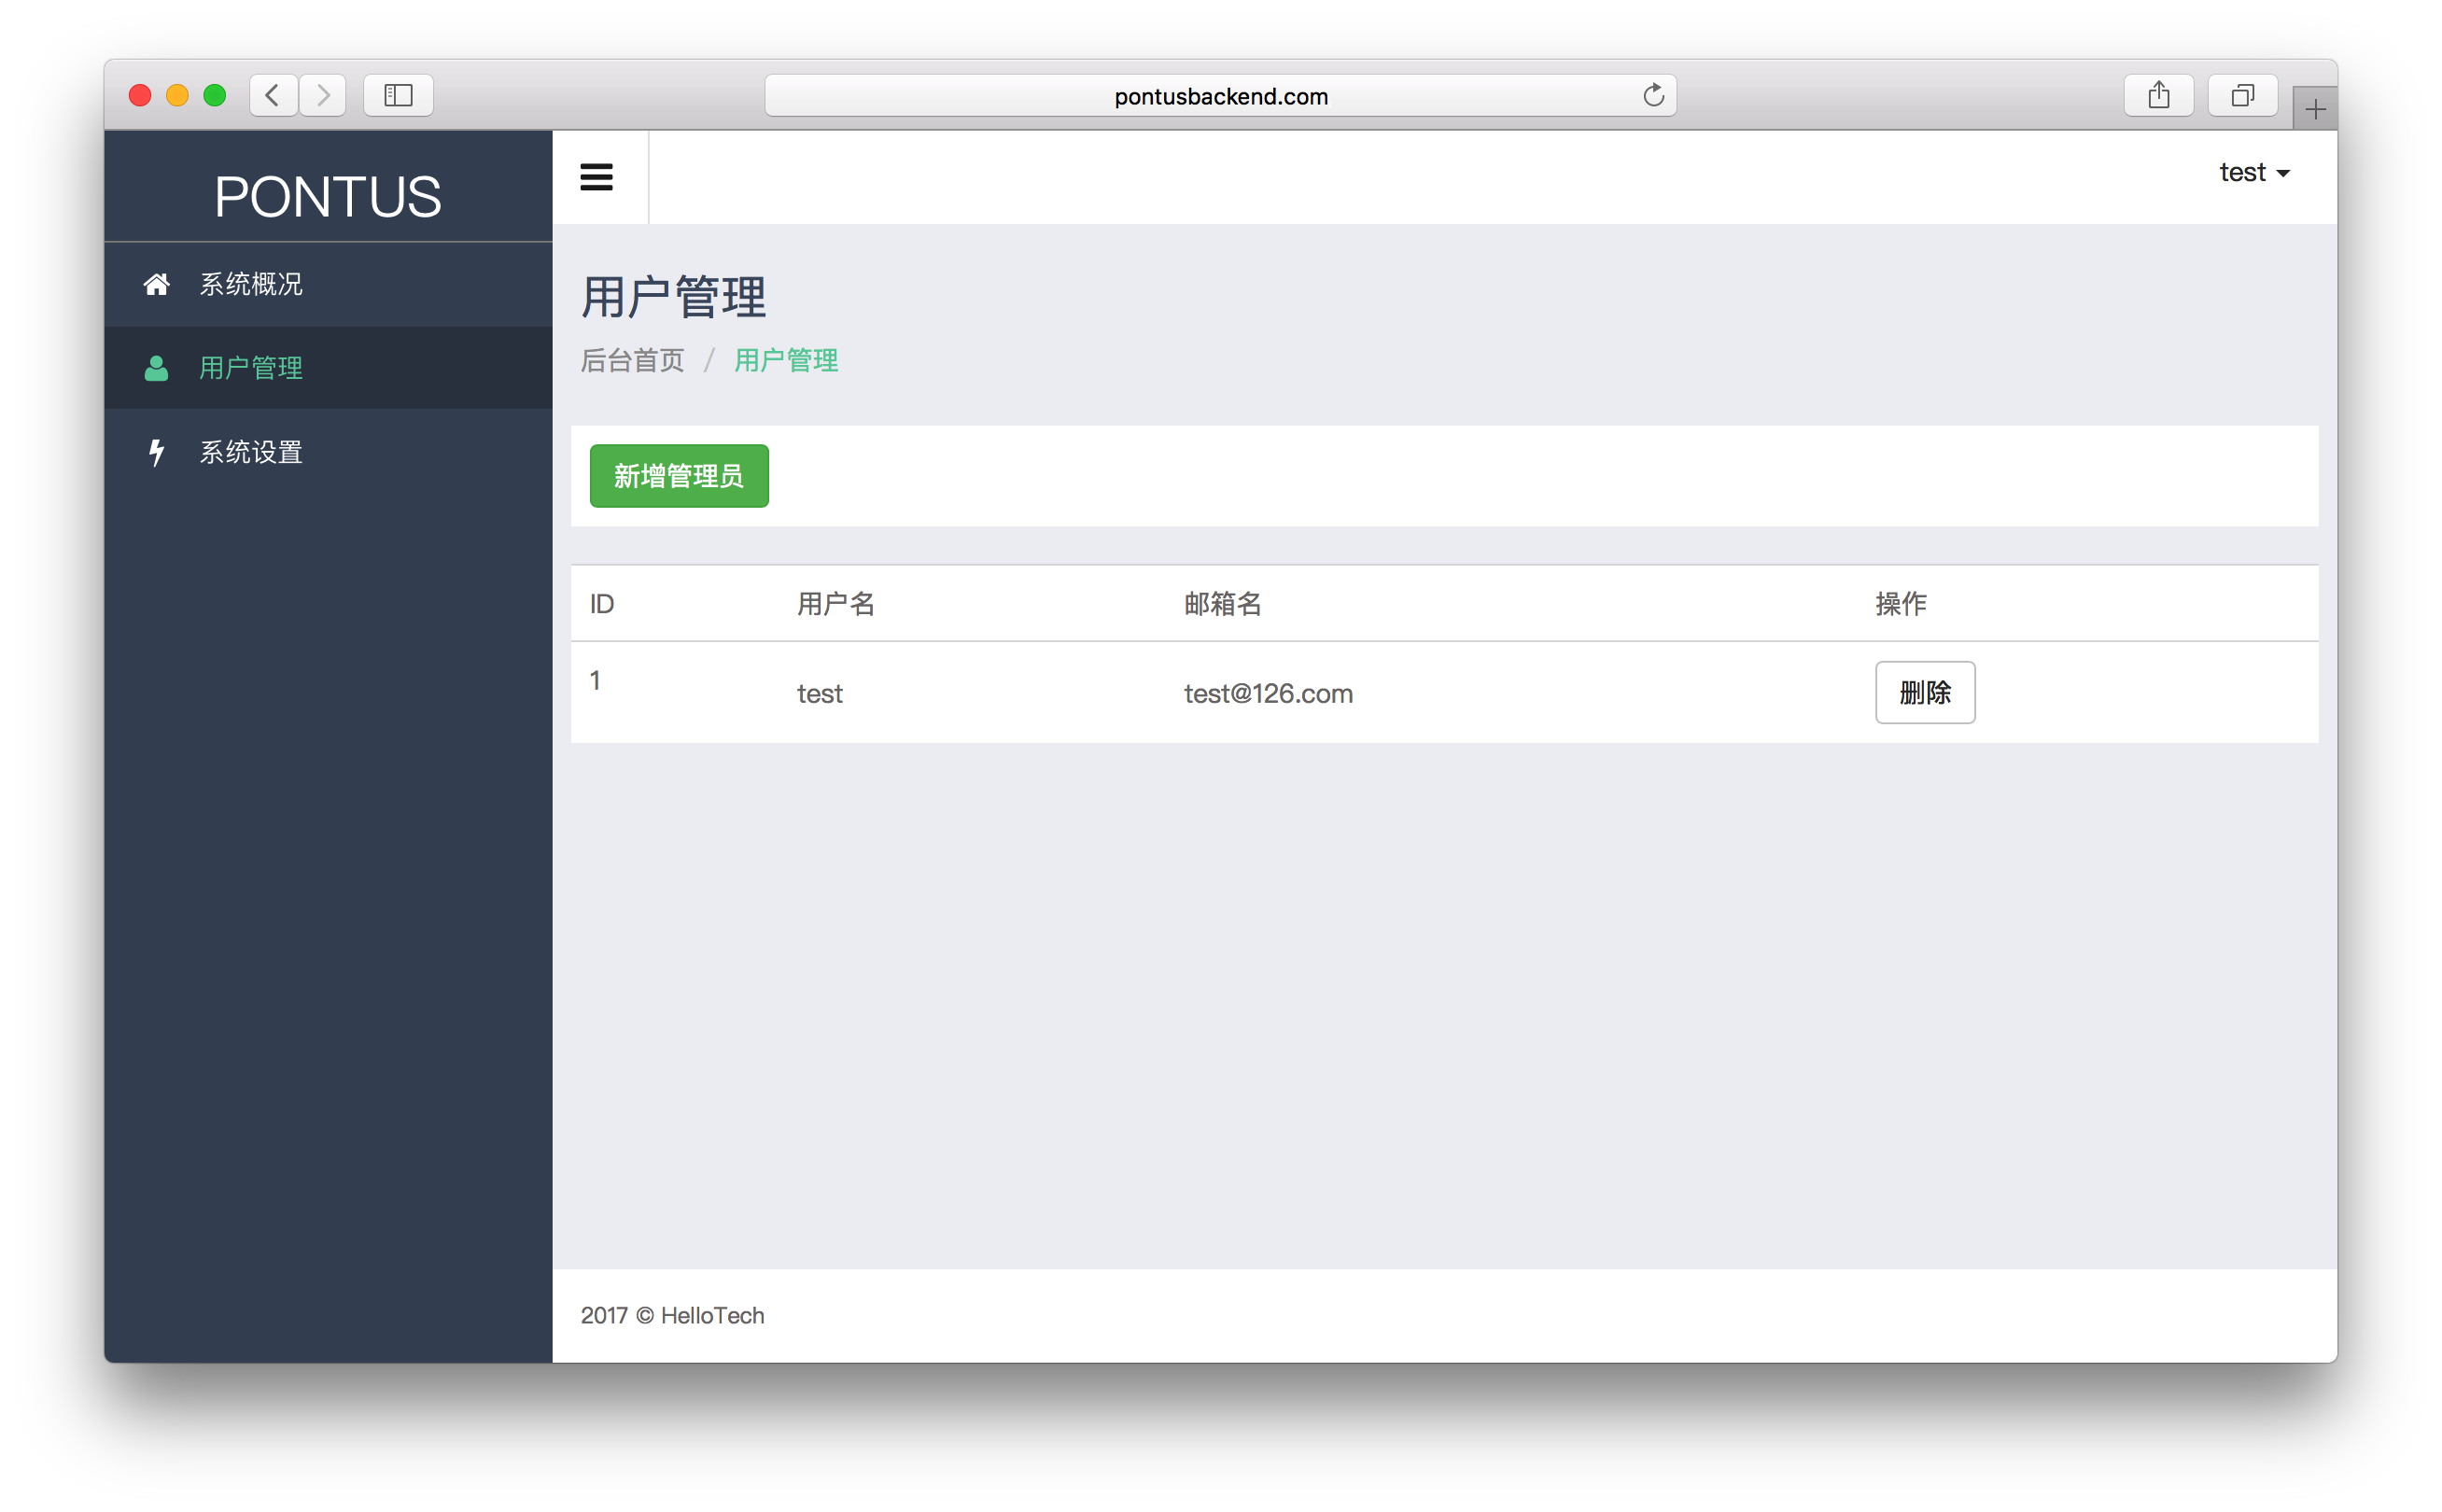 pontusbackend.com
PONTUS
test
系统概况
用户管理
系统设置
用户管理
后台首页 / 用户管理
新增管理员
ID 用户名 邮箱名 操作
1 test test@126.com 删除
2017 © HelloTech